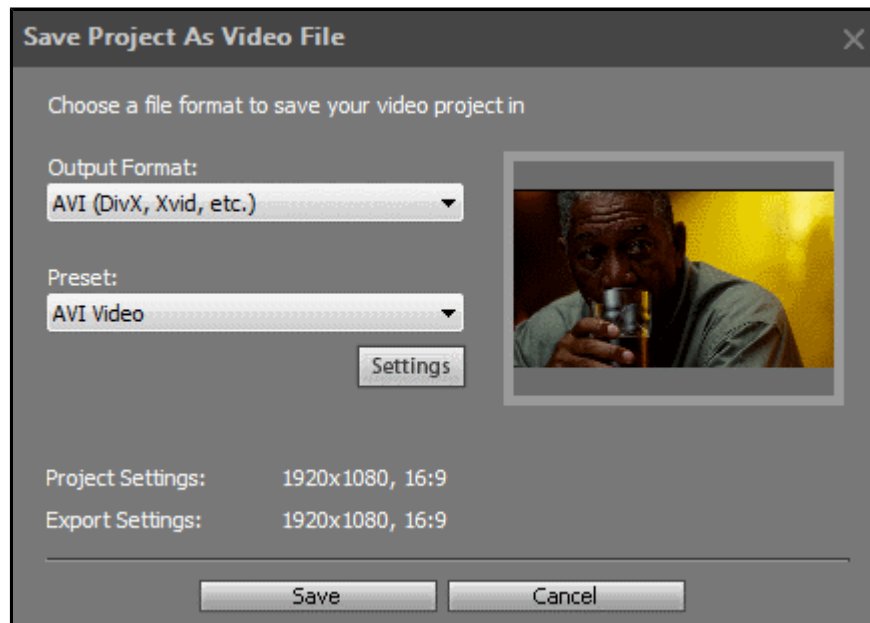 Save Project As Video File
Choose a file format to save your video project in
Output Format:
AVI (DivX, Xvid, etc.)
Preset:
AVI Video
Settings
Project Settings: 1920x1080, 16:9
Export Settings: 1920x1080, 16:9
Save Cancel